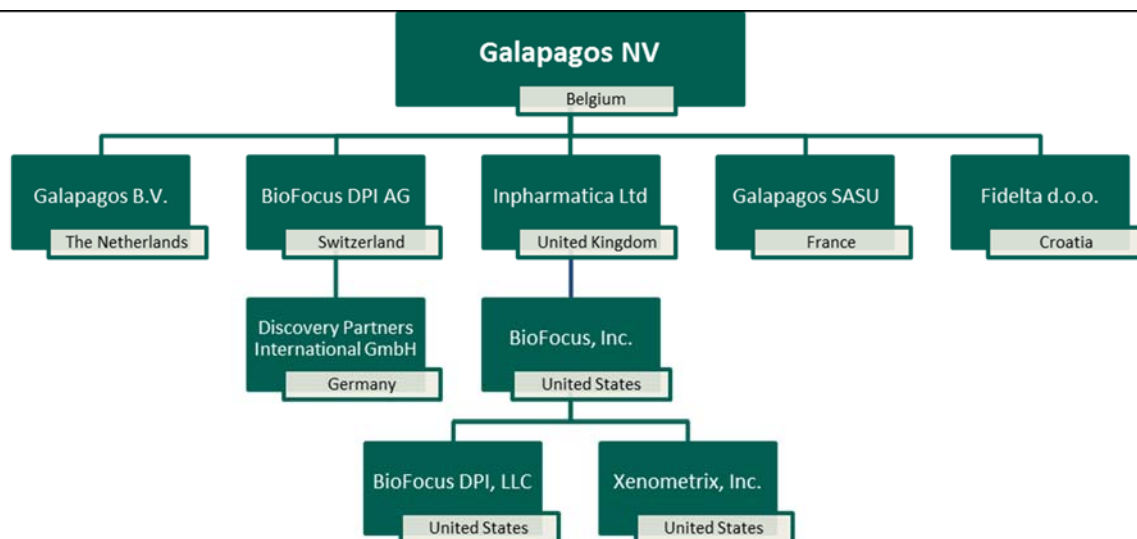 Galapagos NV
Belgium
Galapagos B.V.
The Netherlands
BioFocus DPI AG
Switzerland
Inpharmatica Ltd
United Kingdom
Galapagos SASU
France
Fidelta d.o.o.
Croatia
Discovery Partners
International GmbH
Germany
BioFocus, Inc.
United States
BioFocus DPI, LLC
United States
Xenometrix, Inc.
United States